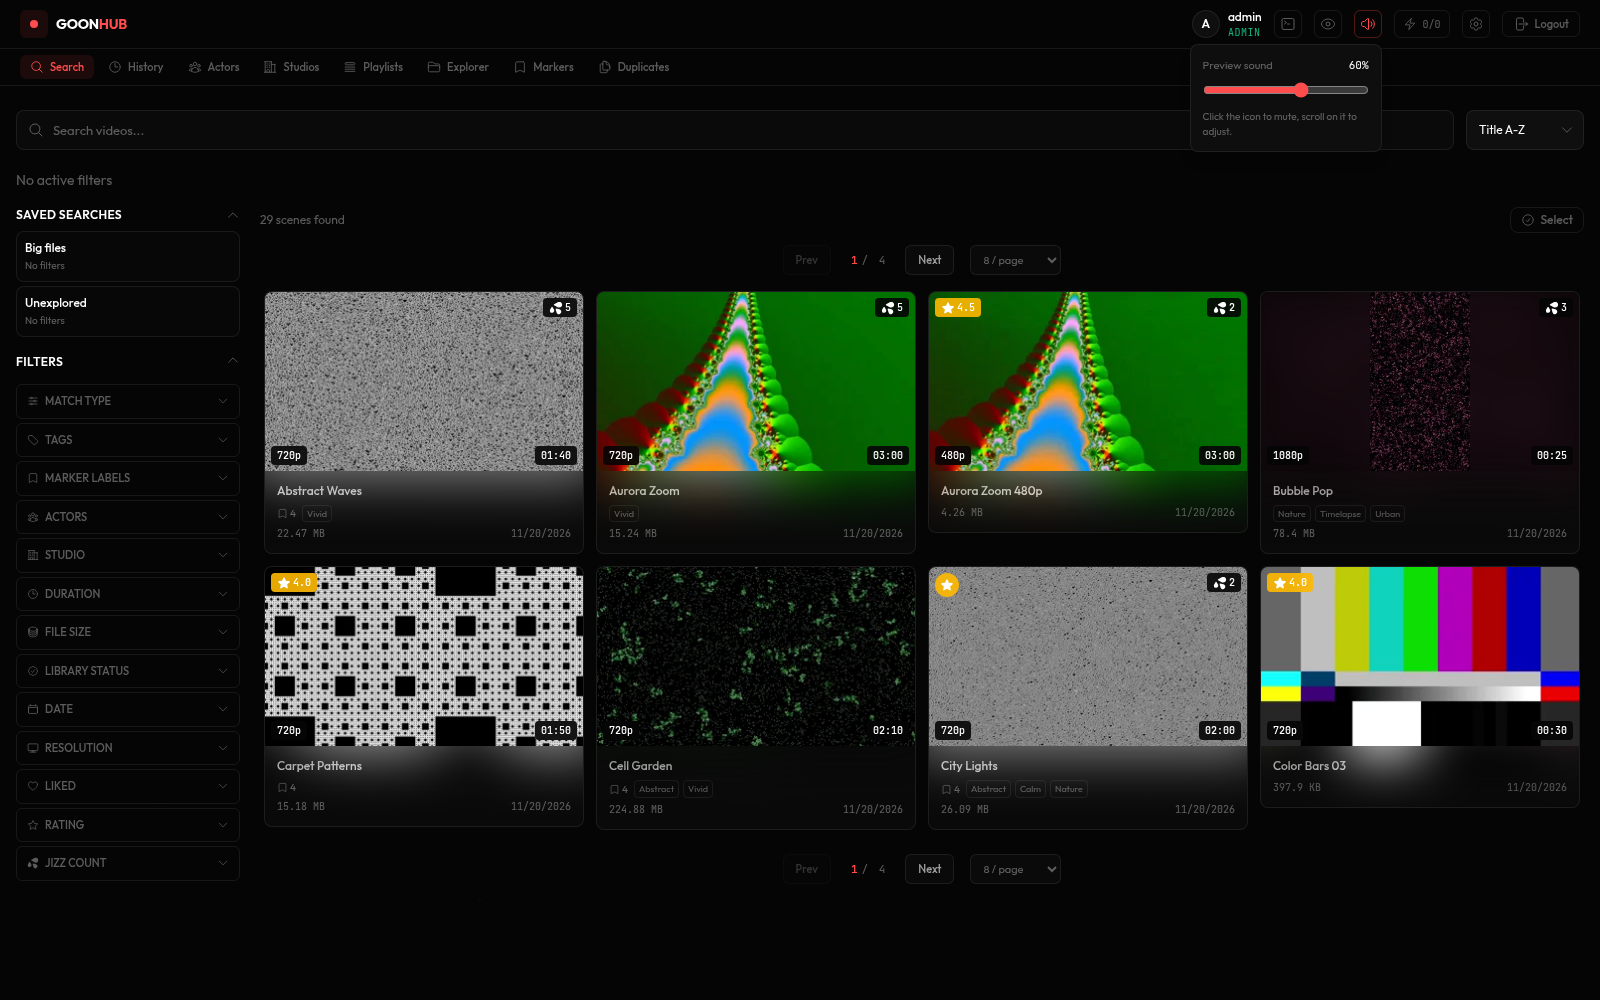 GOONHUB
A
admin
ADMIN
0/0
Logout
Search
History
Actors
Studios
Playlists
Explorer
Markers
Duplicates
Preview sound
60%
Click the icon to mute, scroll on it to
adjust.
Search videos...
Title A-Z
No active filters
SAVED SEARCHES
Big files
No filters
Unexplored
No filters
FILTERS
MATCH TYPE
TAGS
MARKER LABELS
ACTORS
STUDIO
DURATION
FILE SIZE
LIBRARY STATUS
DATE
RESOLUTION
LIKED
RATING
JIZZ COUNT
29 scenes found
Select
Prev
1 / 4
Next
8 / page
5
720p
01:40
Abstract Waves
4
Vivid
22.47 MB
11/20/2026
5
720p
03:00
Aurora Zoom
Vivid
15.24 MB
11/20/2026
4.5
2
480p
03:00
Aurora Zoom 480p
4.26 MB
11/20/2026
3
1080p
00:25
Bubble Pop
Nature
Timelapse
Urban
78.4 MB
11/20/2026
4.0
720p
01:50
Carpet Patterns
4
15.18 MB
11/20/2026
720p
02:10
Cell Garden
4
Abstract
Vivid
224.88 MB
11/20/2026
2
720p
02:00
City Lights
4
Abstract
Calm
Nature
26.09 MB
11/20/2026
4.0
720p
00:30
Color Bars 03
397.9 KB
11/20/2026
Prev
1 / 4
Next
8 / page